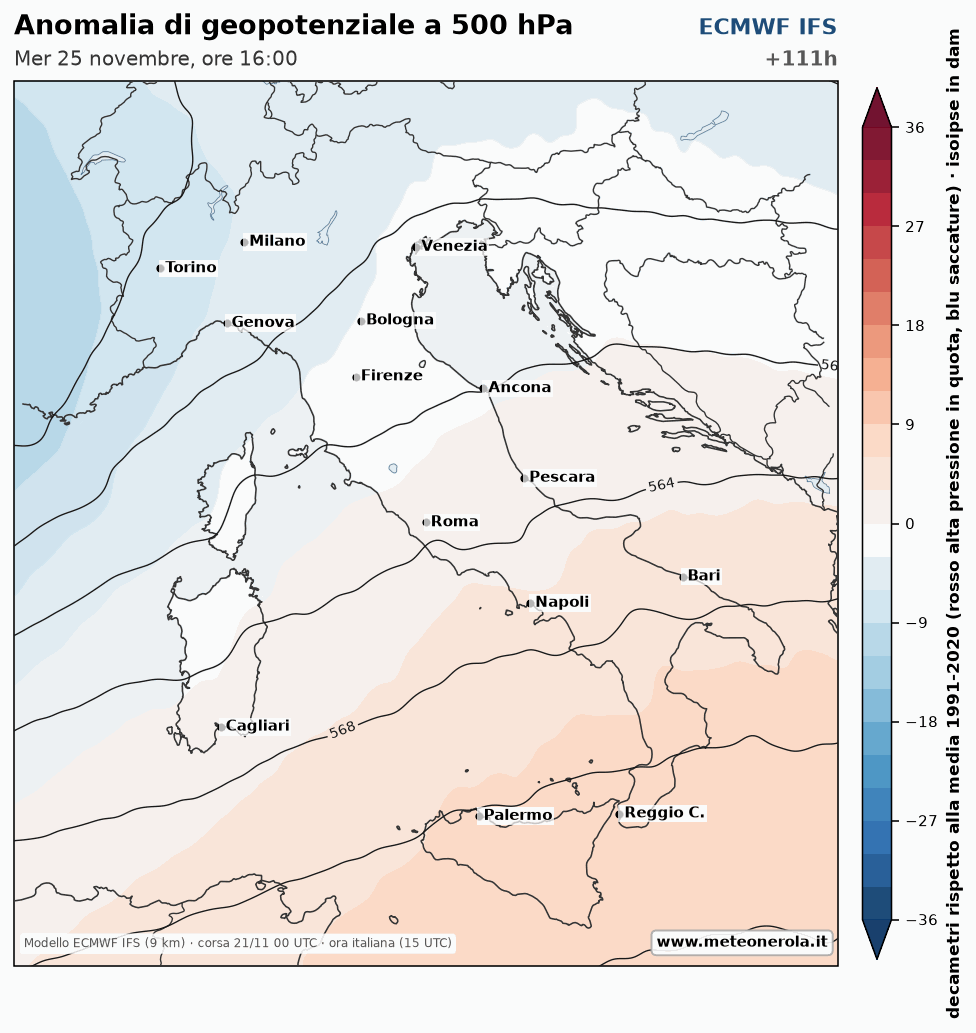 Anomalia di geopotenziale a 500 hPa
ECMWF IFS
Mer 25 novembre, ore 16:00
+111h
Milano
Venezia
Torino
Genova
Bologna
Firenze
Ancona
56
Pescara
564
Roma
Bari
Napoli
Cagliari
568
Palermo
Reggio C.
Modello ECMWF IFS (9 km) · corsa 21/11 00 UTC · ora italiana (15 UTC)
www.meteonerola.it
36
27
18
9
0
−9
−18
−27
−36
decametri rispetto alla media 1991-2020 (rosso alta pressione in quota, blu saccature) · isoipse in dam